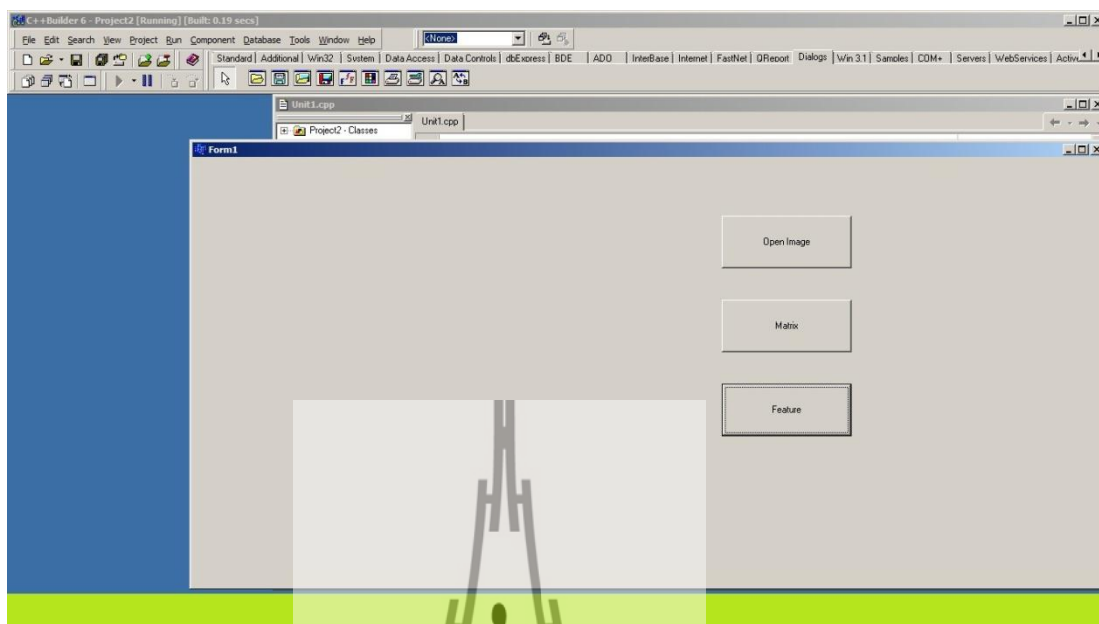 C++Builder 6 - Project2 [Running] [Built: 0.19 secs]
File Edit Search View Project Run Component Database Tools Window Help <None>
Standard Additional Win32 System Data Access Data Controls dbExpress BDE ADO InterBase Internet FastNet QReport Dialogs Win 3.1 Samples COM+ Servers WebServices Active
Unit1.cpp
Project2 - Classes Unit1.cpp
Form1
Open Image
Matrix
Feature